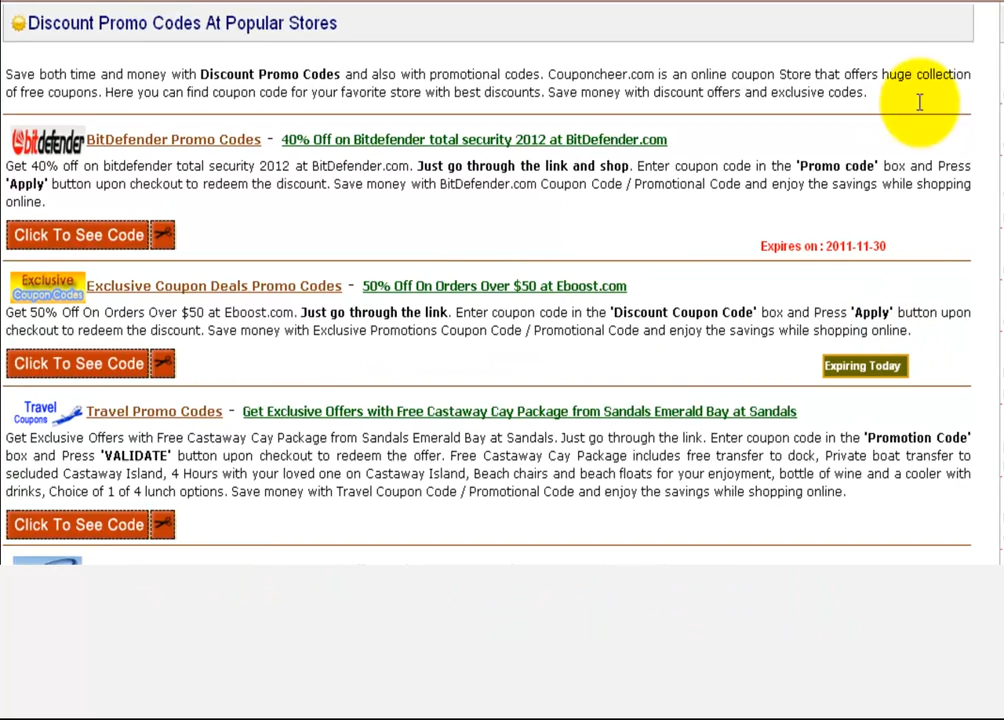 Discount Promo Codes At Popular Stores
Save both time and money with Discount Promo Codes and also with promotional codes. Couponcheer.com is an online coupon Store that offers huge collection
of free coupons. Here you can find coupon code for your favorite store with best discounts. Save money with discount offers and exclusive codes.
bitdefender BitDefender Promo Codes - 40% Off on Bitdefender total security 2012 at BitDefender.com
Get 40% off on bitdefender total security 2012 at BitDefender.com. Just go through the link and shop. Enter coupon code in the 'Promo code' box and Press
'Apply' button upon checkout to redeem the discount. Save money with BitDefender.com Coupon Code / Promotional Code and enjoy the savings while shopping
online.
Click To See Code
Expires on : 2011-11-30
Exclusive
Coupon Codes
Exclusive Coupon Deals Promo Codes - 50% Off On Orders Over $50 at Eboost.com
Get 50% Off On Orders Over $50 at Eboost.com. Just go through the link. Enter coupon code in the 'Discount Coupon Code' box and Press 'Apply' button upon
checkout to redeem the discount. Save money with Exclusive Promotions Coupon Code / Promotional Code and enjoy the savings while shopping online.
Click To See Code
Expiring Today
Travel
Coupons
Travel Promo Codes - Get Exclusive Offers with Free Castaway Cay Package from Sandals Emerald Bay at Sandals
Get Exclusive Offers with Free Castaway Cay Package from Sandals Emerald Bay at Sandals. Just go through the link. Enter coupon code in the 'Promotion Code'
box and Press 'VALIDATE' button upon checkout to redeem the offer. Free Castaway Cay Package includes free transfer to dock, Private boat transfer to
secluded Castaway Island, 4 Hours with your loved one on Castaway Island, Beach chairs and beach floats for your enjoyment, bottle of wine and a cooler with
drinks, Choice of 1 of 4 lunch options. Save money with Travel Coupon Code / Promotional Code and enjoy the savings while shopping online.
Click To See Code